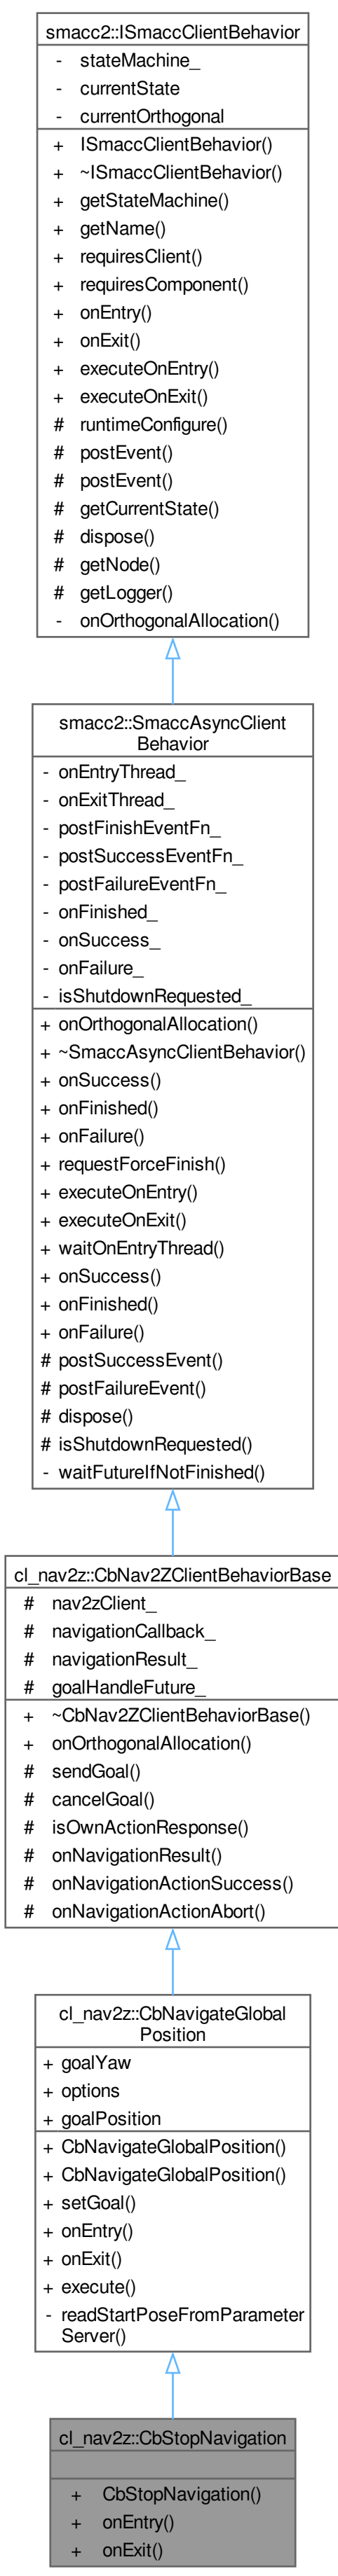 smacc2::ISmaccClientBehavior
- stateMachine_
- currentState
- currentOrthogonal
+ ISmaccClientBehavior()
+ ~ISmaccClientBehavior()
+ getStateMachine()
+ getName()
+ requiresClient()
+ requiresComponent()
+ onEntry()
+ onExit()
+ executeOnEntry()
+ executeOnExit()
# runtimeConfigure()
# postEvent()
# postEvent()
# getCurrentState()
# dispose()
# getNode()
# getLogger()
- onOrthogonalAllocation()
smacc2::SmaccAsyncClient
Behavior
- onEntryThread_
- onExitThread_
- postFinishEventFn_
- postSuccessEventFn_
- postFailureEventFn_
- onFinished_
- onSuccess_
- onFailure_
- isShutdownRequested_
+ onOrthogonalAllocation()
+ ~SmaccAsyncClientBehavior()
+ onSuccess()
+ onFinished()
+ onFailure()
+ requestForceFinish()
+ executeOnEntry()
+ executeOnExit()
+ waitOnEntryThread()
+ onSuccess()
+ onFinished()
+ onFailure()
# postSuccessEvent()
# postFailureEvent()
# dispose()
# isShutdownRequested()
- waitFutureIfNotFinished()
cl_nav2z::CbNav2ZClientBehaviorBase
# nav2zClient_
# navigationCallback_
# navigationResult_
# goalHandleFuture_
+ ~CbNav2ZClientBehaviorBase()
+ onOrthogonalAllocation()
# sendGoal()
# cancelGoal()
# isOwnActionResponse()
# onNavigationResult()
# onNavigationActionSuccess()
# onNavigationActionAbort()
cl_nav2z::CbNavigateGlobal
Position
+ goalYaw
+ options
+ goalPosition
+ CbNavigateGlobalPosition()
+ CbNavigateGlobalPosition()
+ setGoal()
+ onEntry()
+ onExit()
+ execute()
- readStartPoseFromParameter
Server()
cl_nav2z::CbStopNavigation
+ CbStopNavigation()
+ onEntry()
+ onExit()